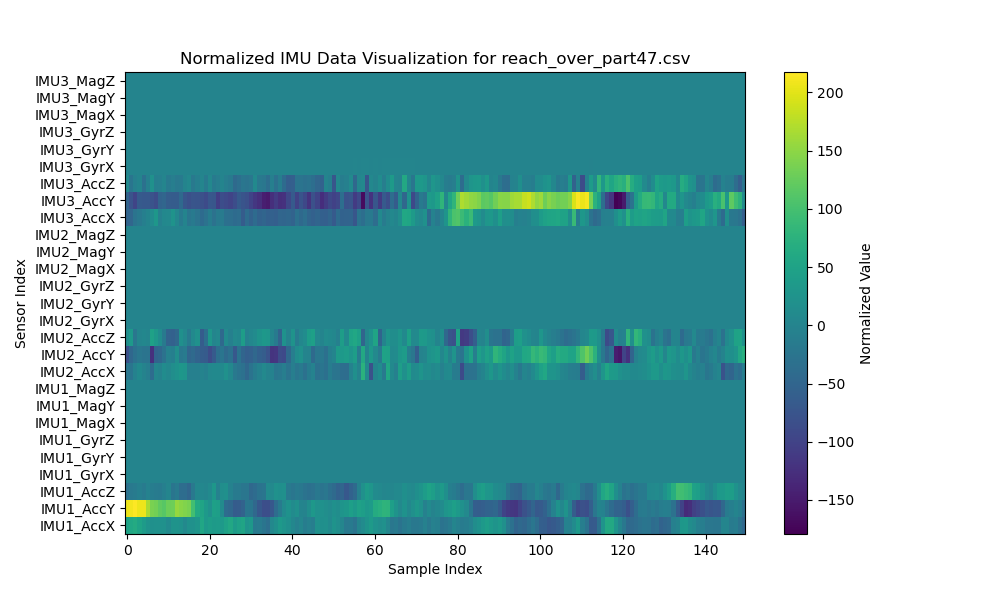 Normalized IMU Data Visualization for reach_over_part47.csv
IMU3_MagZ
IMU3_MagY
IMU3_MagX
IMU3_GyrZ
IMU3_GyrY
IMU3_GyrX
IMU3_AccZ
IMU3_AccY
IMU3_AccX
IMU2_MagZ
IMU2_MagY
IMU2_MagX
IMU2_GyrZ
IMU2_GyrY
IMU2_GyrX
IMU2_AccZ
IMU2_AccY
IMU2_AccX
IMU1_MagZ
IMU1_MagY
IMU1_MagX
IMU1_GyrZ
IMU1_GyrY
IMU1_GyrX
IMU1_AccZ
IMU1_AccY
IMU1_AccX
Sensor Index
0 20 40 60 80 100 120 140
Sample Index
200
150
100
50
0
−50
−100
−150
Normalized Value